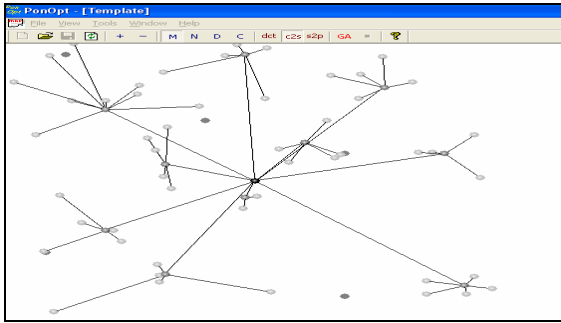 PonOpt - [Template]
File View Tools Window Help
+ - M N D C dct c2s s2p GA = ?